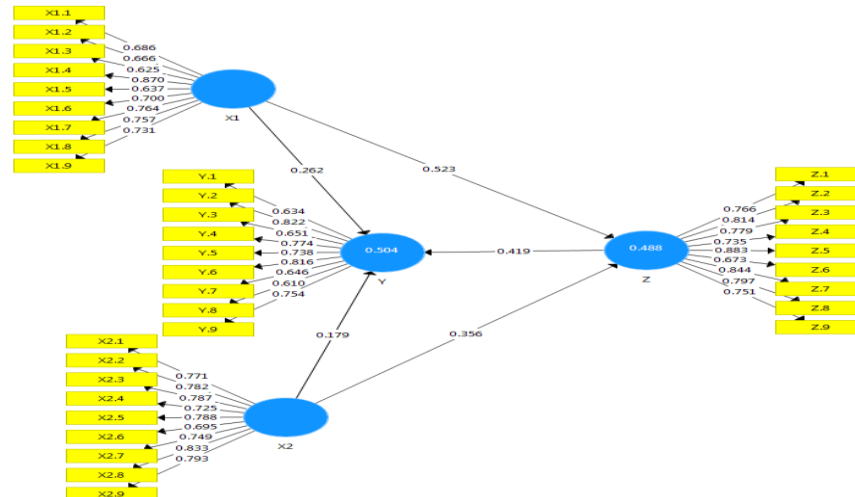 X1.1
X1.2
X1.3
X1.4
X1.5
X1.6
X1.7
X1.8
X1.9
0.686
0.666
0.625
0.870
0.637
0.700
0.764
0.757
0.731
X1
0.262
0.523
Y.1
Y.2
Y.3
Y.4
Y.5
Y.6
Y.7
Y.8
Y.9
0.634
0.822
0.651
0.774
0.738
0.816
0.646
0.610
0.754
0.504
Y
0.419
0.488
Z
0.766
0.814
0.779
0.735
0.883
0.673
0.844
0.797
0.751
Z.1
Z.2
Z.3
Z.4
Z.5
Z.6
Z.7
Z.8
Z.9
0.179
0.356
X2.1
X2.2
X2.3
X2.4
X2.5
X2.6
X2.7
X2.8
X2.9
0.771
0.782
0.787
0.725
0.788
0.695
0.749
0.833
0.793
X2